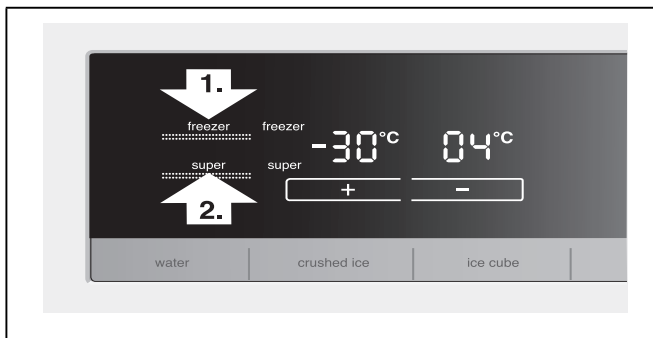 1.
freezer freezer
-30°C 04°C
super super
+ −
2.
water crushed ice ice cube